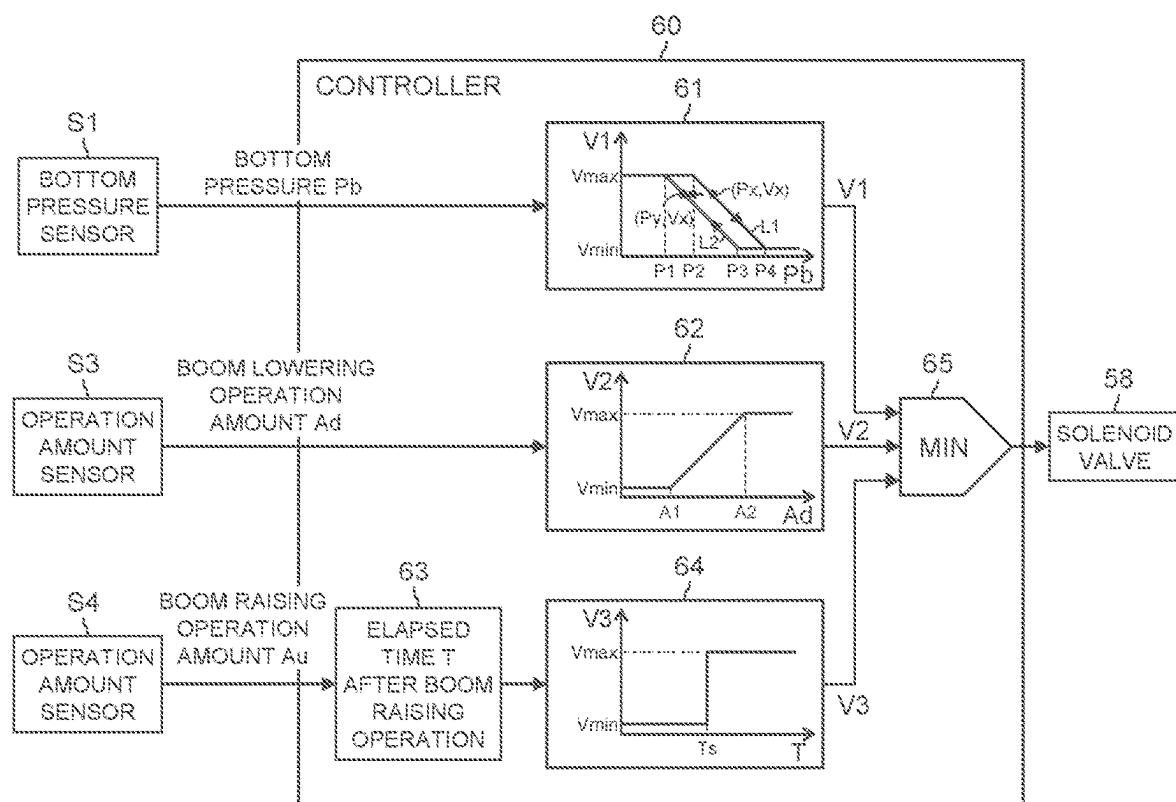 60
CONTROLLER
S1
BOTTOM
PRESSURE
SENSOR
BOTTOM
PRESSURE Pb
61
V1
Vmax
(Px,Vx)
(Py,Vx)
L1
L2
Vmin
P1 P2 P3 P4 Pb
V1
S3
OPERATION
AMOUNT
SENSOR
BOOM LOWERING
OPERATION
AMOUNT Ad
62
V2
Vmax
Vmin
A1 A2 Ad
V2
65
MIN
58
SOLENOID
VALVE
S4
OPERATION
AMOUNT
SENSOR
BOOM RAISING
OPERATION
AMOUNT Au
63
ELAPSED
TIME T
AFTER BOOM
RAISING
OPERATION
64
V3
Vmax
Vmin
Ts T
V3